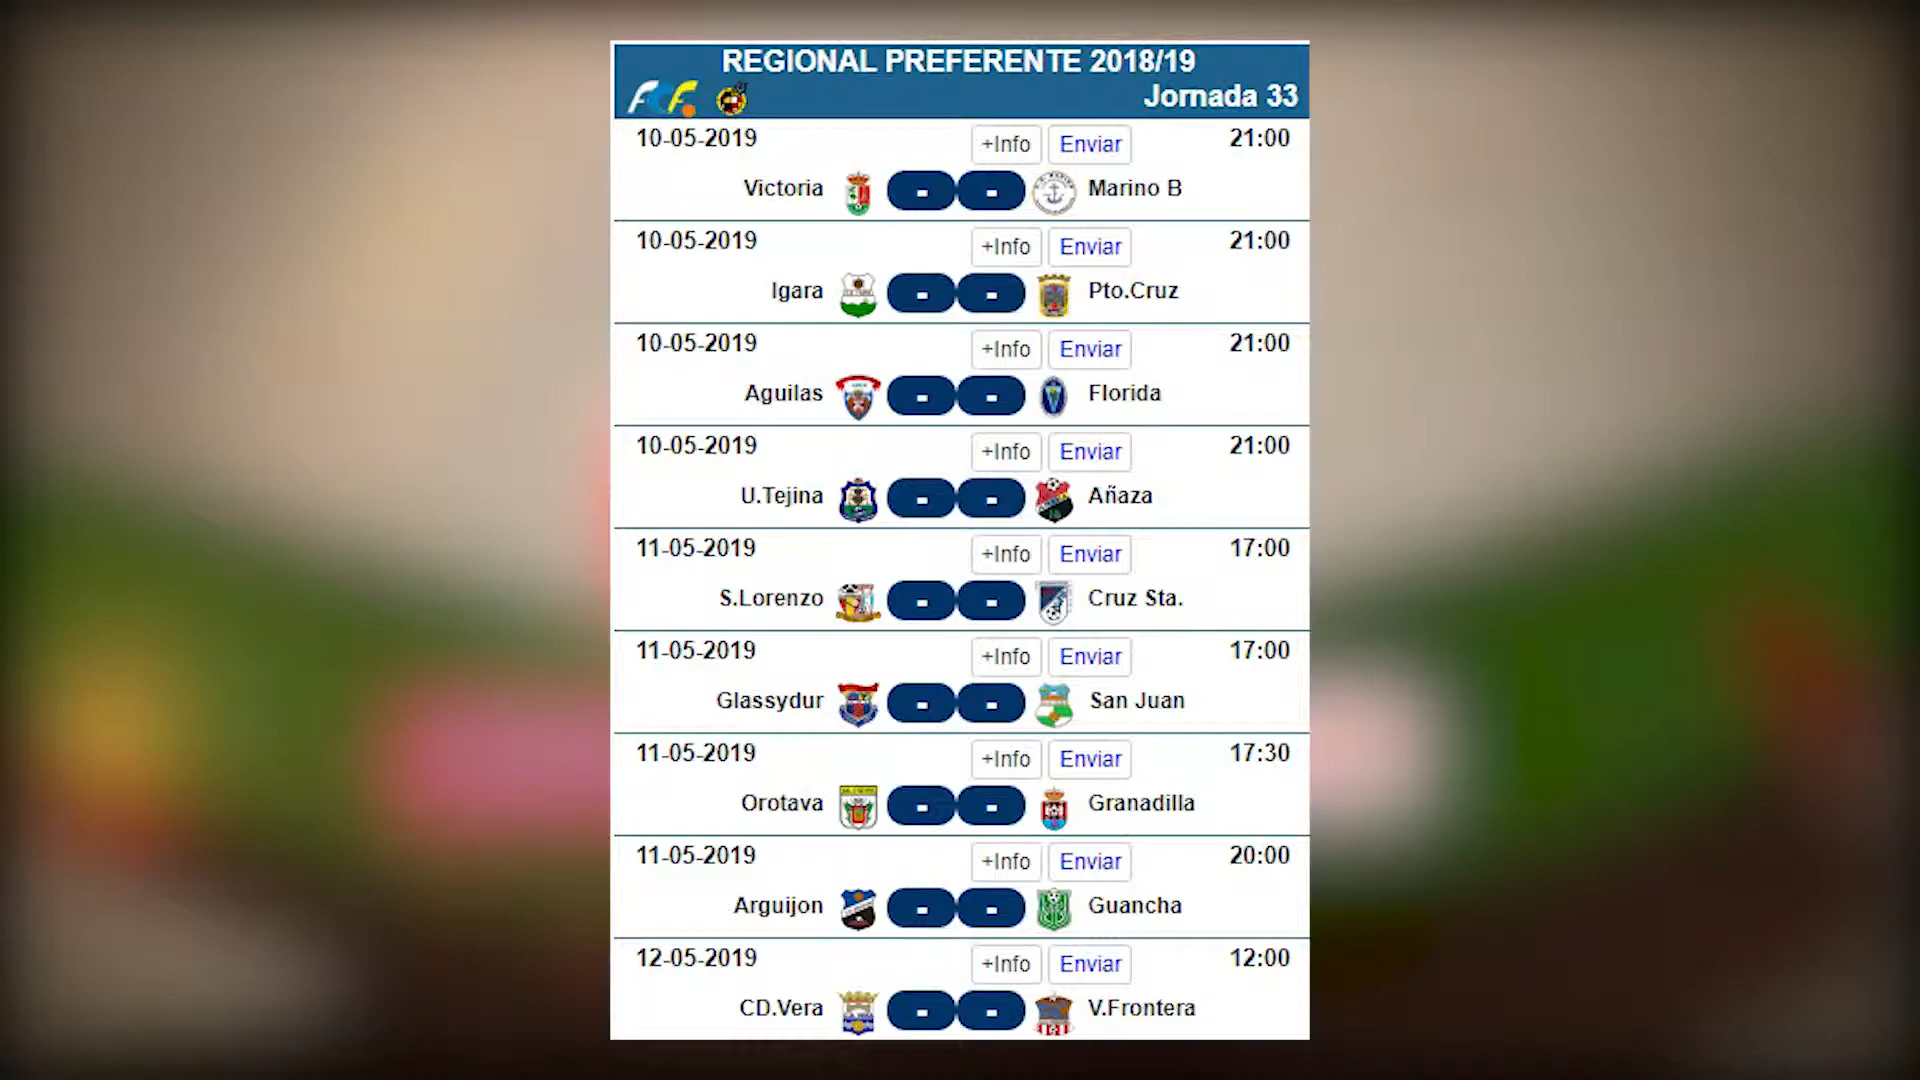 REGIONAL PREFERENTE 2018/19
FCF. Jornada 33
10-05-2019 +Info Enviar 21:00
Victoria - - Marino B
10-05-2019 +Info Enviar 21:00
Igara - - Pto.Cruz
10-05-2019 +Info Enviar 21:00
Aguilas - - Florida
10-05-2019 +Info Enviar 21:00
U.Tejina - - Añaza
11-05-2019 +Info Enviar 17:00
S.Lorenzo - - Cruz Sta.
11-05-2019 +Info Enviar 17:00
Glassydur - - San Juan
11-05-2019 +Info Enviar 17:30
Orotava - - Granadilla
11-05-2019 +Info Enviar 20:00
Arguijon - - Guancha
12-05-2019 +Info Enviar 12:00
CD.Vera - - V.Frontera